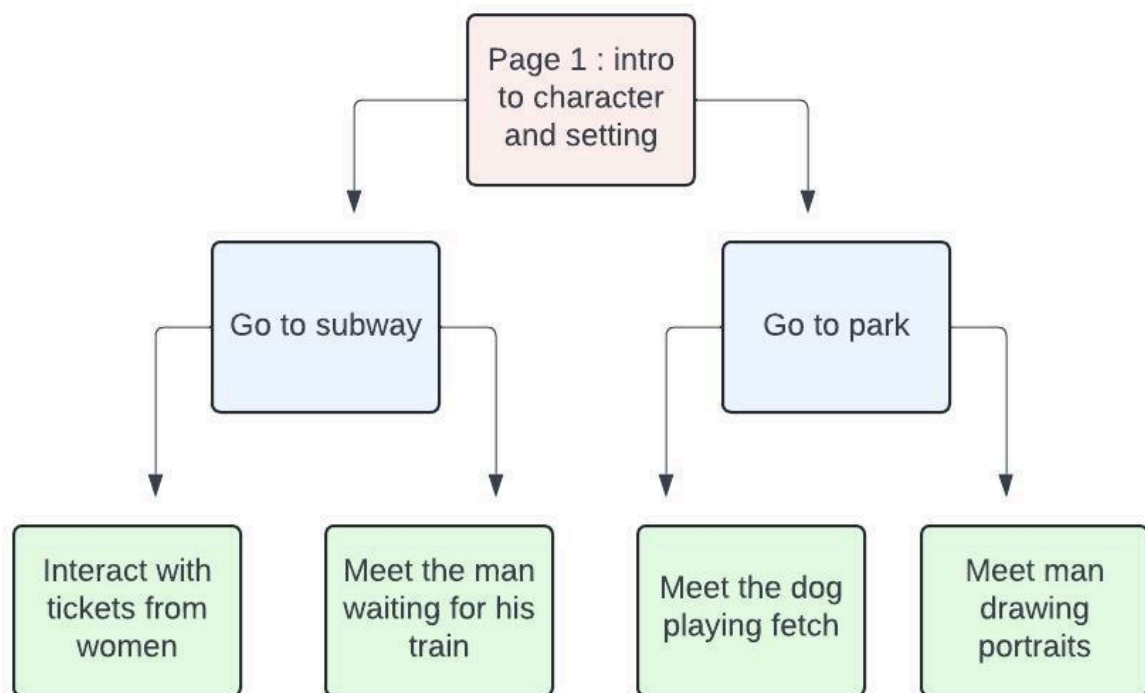 Page 1 : intro
to character
and setting
Go to subway
Go to park
Interact with
tickets from
women
Meet the man
waiting for his
train
Meet the dog
playing fetch
Meet man
drawing
portraits